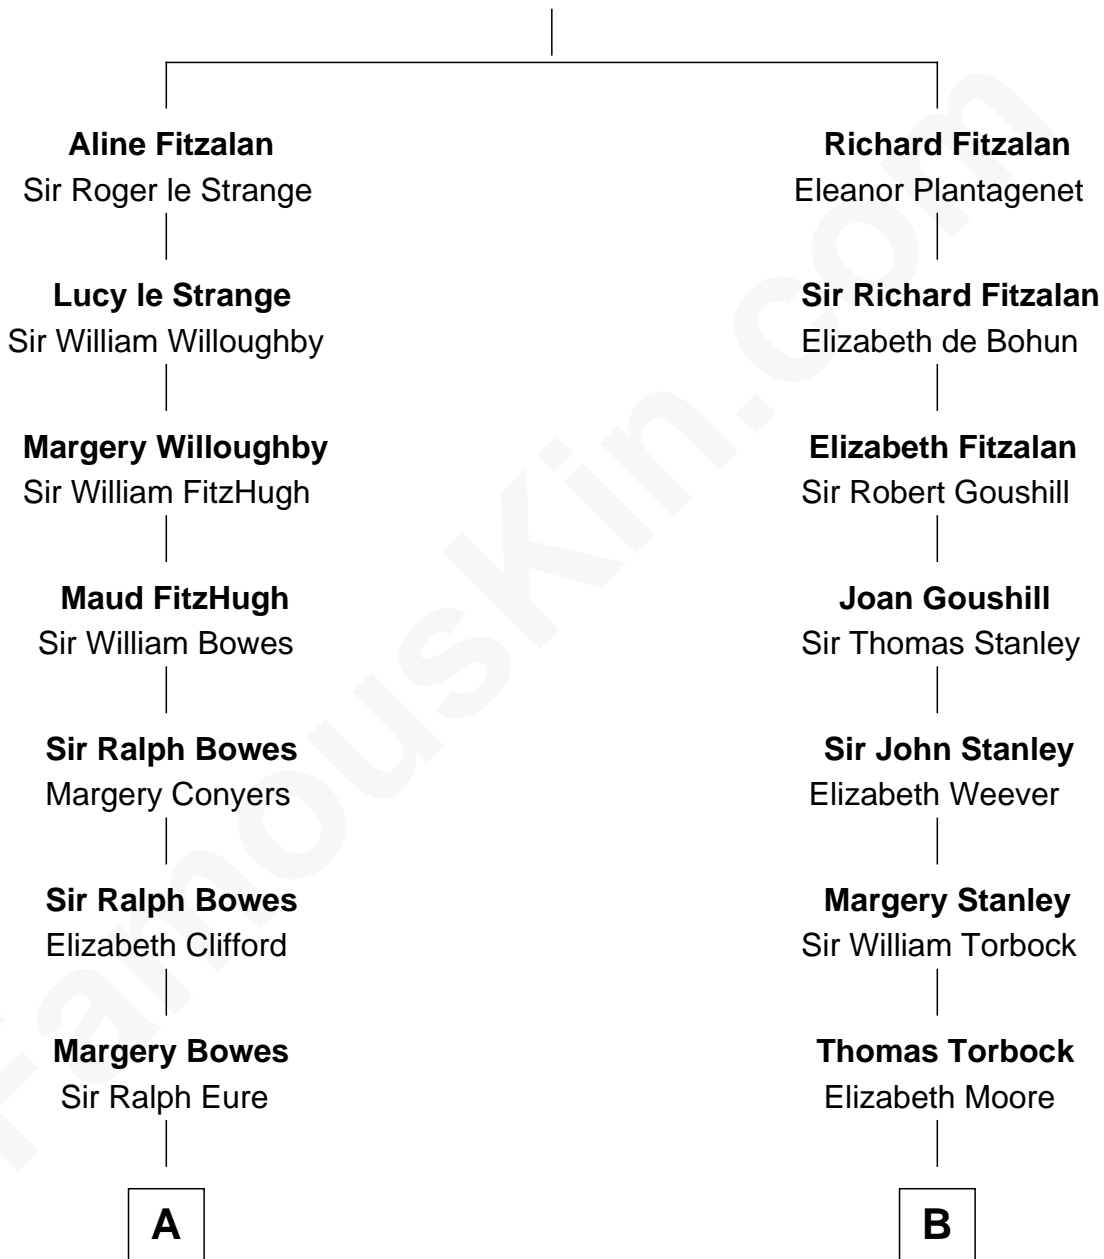 Aline Fitzalan
Sir Roger le Strange
Lucy le Strange
Sir William Willoughby
Margery Willoughby
Sir William FitzHugh
Maud FitzHugh
Sir William Bowes
Sir Ralph Bowes
Margery Conyers
Sir Ralph Bowes
Elizabeth Clifford
Margery Bowes
Sir Ralph Eure
A
Richard Fitzalan
Eleanor Plantagenet
Sir Richard Fitzalan
Elizabeth de Bohun
Elizabeth Fitzalan
Sir Robert Goushill
Joan Goushill
Sir Thomas Stanley
Sir John Stanley
Elizabeth Weever
Margery Stanley
Sir William Torbock
Thomas Torbock
Elizabeth Moore
B
FamousKin.com